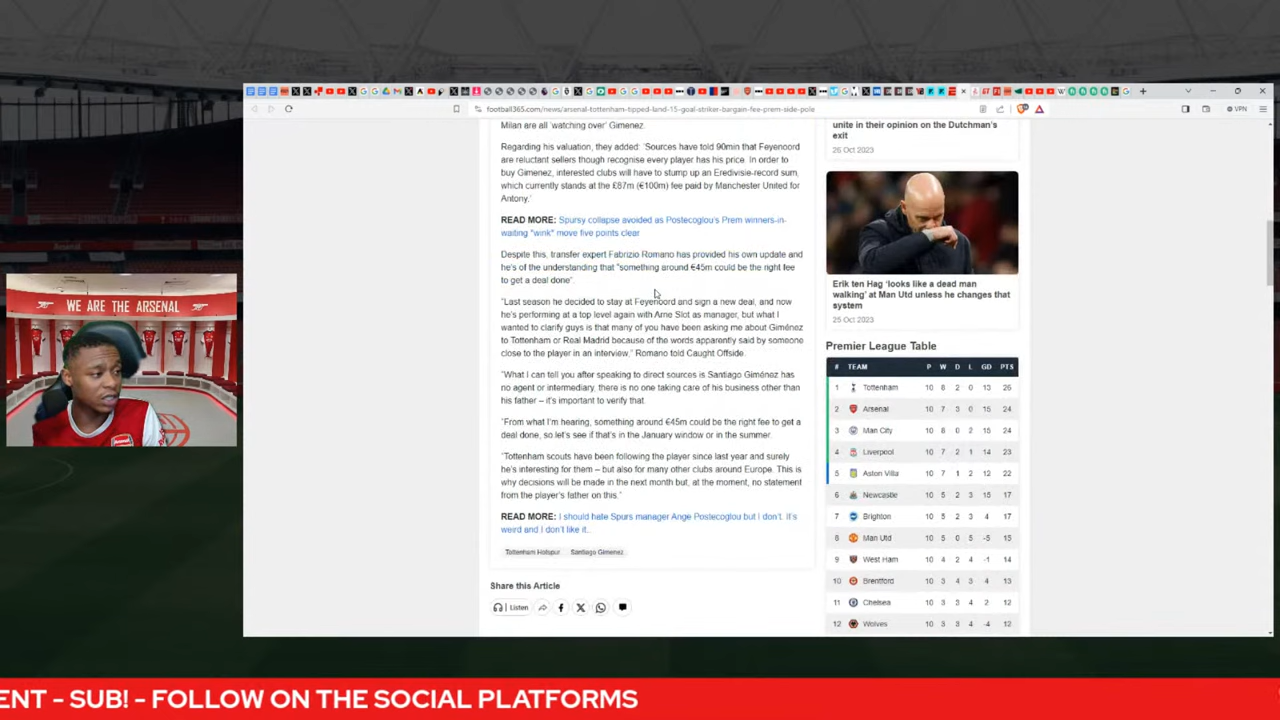 football365.com/news/arsenal-tottenham-tipped-land-15-goal-striker-bargain-fee-prem-side-pole
VPN
Milan are all 'watching over' Gimenez.
Regarding his valuation, they added: 'Sources have told 90min that Feyenoord
are reluctant sellers though recognise every player has his price. In order to
buy Gimenez, interested clubs will have to stump up an Eredivisie-record sum,
which currently stands at the £87m (€100m) fee paid by Manchester United for
Antony.'
READ MORE: Spursy collapse avoided as Postecoglou's Prem winners-in-
waiting *wink* move five points clear
Despite this, transfer expert Fabrizio Romano has provided his own update and
he's of the understanding that "something around €45m could be the right fee
to get a deal done".
"Last season he decided to stay at Feyenoord and sign a new deal, and now
he's performing at a top level again with Arne Slot as manager, but what I
wanted to clarify guys is that many of you have been asking me about Giménez
to Tottenham or Real Madrid because of the words apparently said by someone
close to the player in an interview," Romano told Caught Offside.
"What I can tell you after speaking to direct sources is Santiago Giménez has
no agent or intermediary, there is no one taking care of his business other than
his father – it's important to verify that.
"From what I'm hearing, something around €45m could be the right fee to get a
deal done, so let's see if that's in the January window or in the summer.
"Tottenham scouts have been following the player since last year and surely
he's interesting for them – but also for many other clubs around Europe. This is
why decisions will be made in the next month but, at the moment, no statement
from the player's father on this."
READ MORE: I should hate Spurs manager Ange Postecoglou but I don't. It's
weird and I don't like it..
Tottenham Hotspur Santiago Gimenez
Share this Article
Listen
unite in their opinion on the Dutchman's
exit
26 Oct 2023
Erik ten Hag 'looks like a dead man
walking' at Man Utd unless he changes that
system
25 Oct 2023
Premier League Table
# TEAM P W D L GD PTS
1 Tottenham 10 8 2 0 13 26
2 Arsenal 10 7 3 0 15 24
3 Man City 10 8 0 2 15 24
4 Liverpool 10 7 2 1 14 23
5 Aston Villa 10 7 1 2 12 22
6 Newcastle 10 5 2 3 15 17
7 Brighton 10 5 2 3 4 17
8 Man Utd 10 5 0 5 -5 15
9 West Ham 10 4 2 4 -1 14
10 Brentford 10 3 4 3 4 13
11 Chelsea 10 3 3 4 2 12
12 Wolves 10 3 3 4 -4 12
WE ARE THE ARSENAL
ENT - SUB! - FOLLOW ON THE SOCIAL PLATFORMS